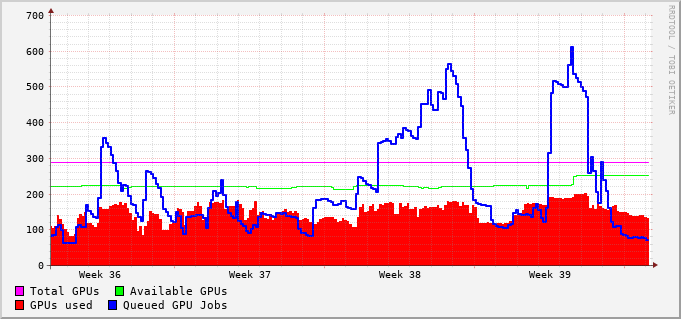 700
600
500
400
300
200
100
0
Week 36 Week 37 Week 38 Week 39
Total GPUs Available GPUs
GPUs used Queued GPU Jobs
RRDTOOL / TOBI OETIKER